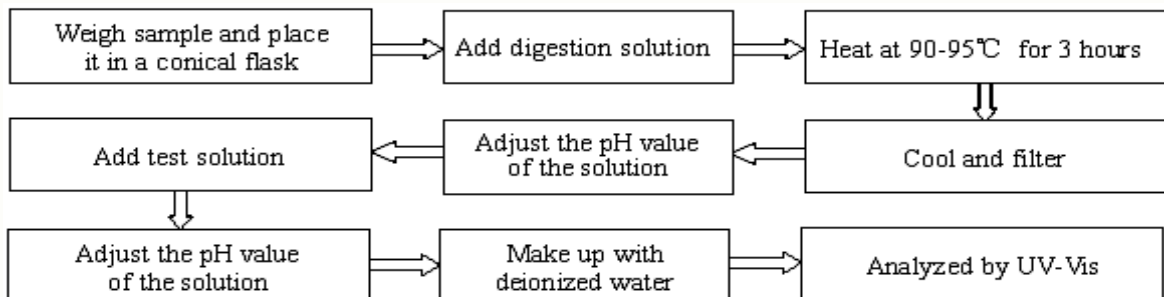 Weigh sample and place
it in a conical flask
Add digestion solution
Heat at 90-95℃ for 3 hours
Cool and filter
Adjust the pH value
of the solution
Add test solution
Adjust the pH value
of the solution
Make up with
deionized water
Analyzed by UV-Vis